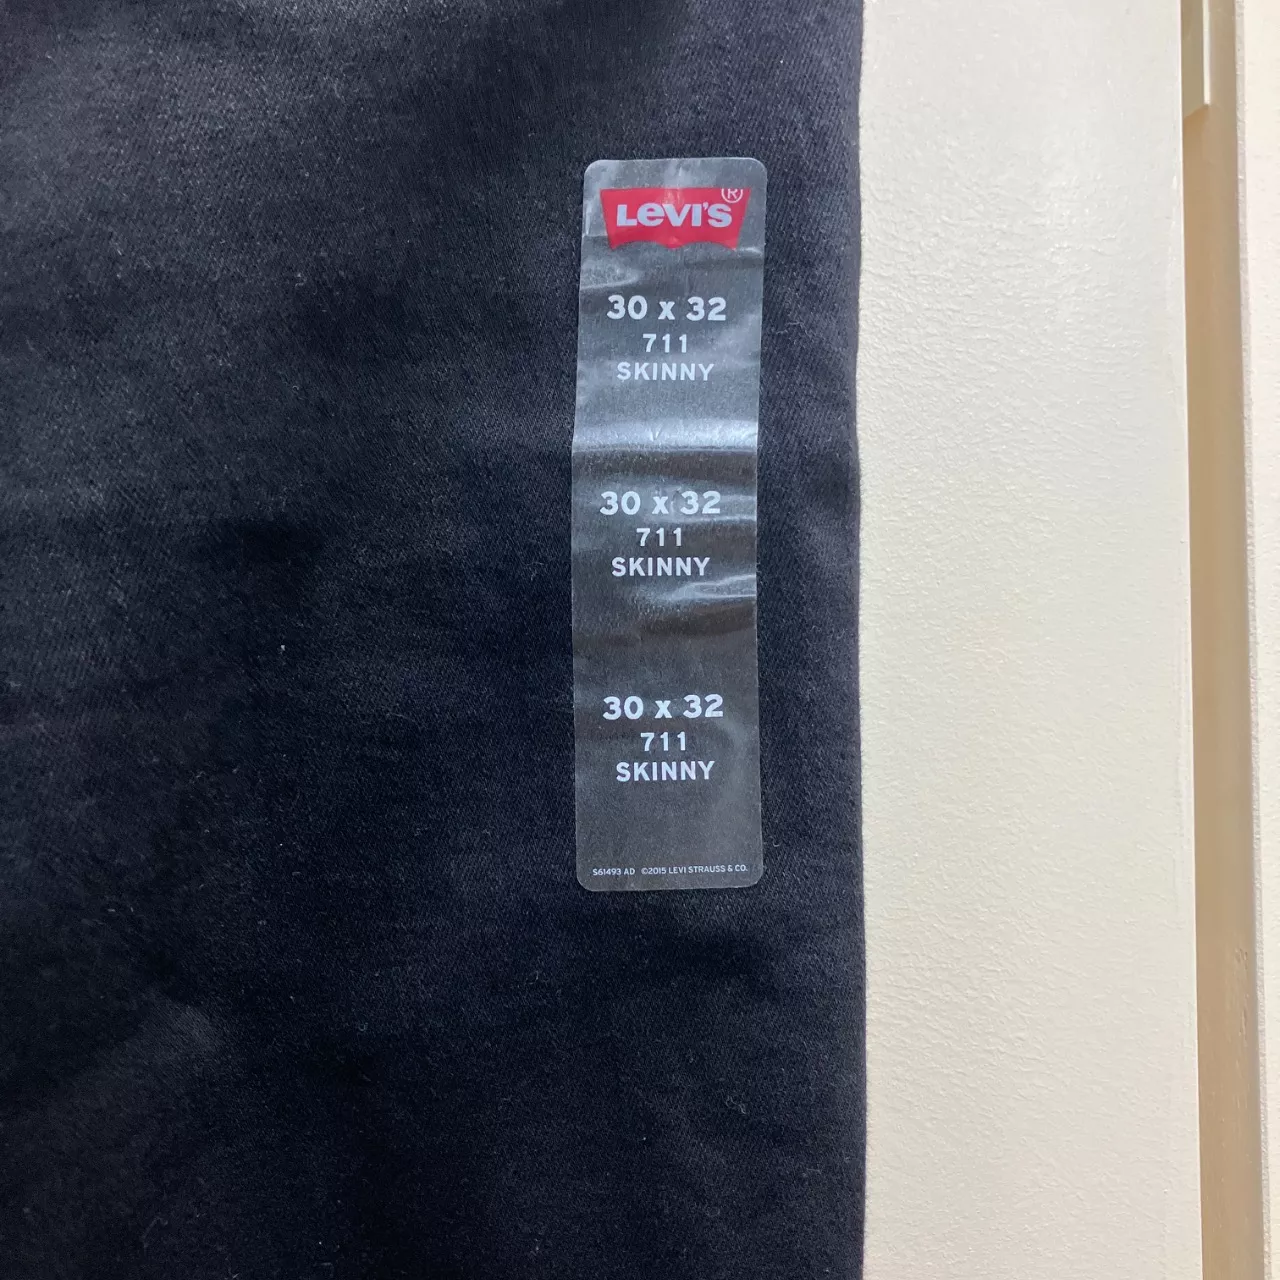 LEVI'S®
30 x 32
711
SKINNY
30 x 32
711
SKINNY
30 x 32
711
SKINNY
S61493 AD ©2015 LEVI STRAUSS & CO.